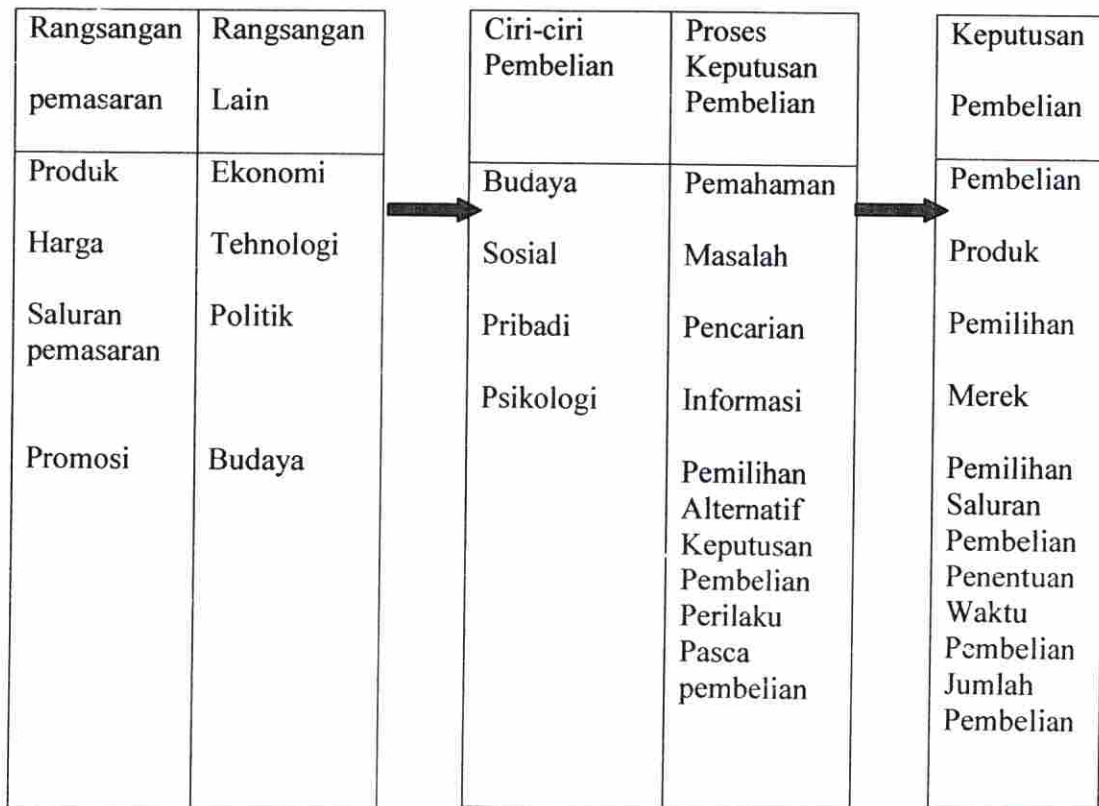 Rangsangan
pemasaran
Rangsangan
Lain
Produk
Harga
Saluran
pemasaran
Promosi
Ekonomi
Tehnologi
Politik
Budaya
Ciri-ciri
Pembelian
Proses
Keputusan
Pembelian
Budaya
Sosial
Pribadi
Psikologi
Pemahaman
Masalah
Pencarian
Informasi
Pemilihan
Alternatif
Keputusan
Pembelian
Perilaku
Pasca
pembelian
Keputusan
Pembelian
Pembelian
Produk
Pemilihan
Merek
Pemilihan
Saluran
Pembelian
Penentuan
Waktu
Pembelian
Jumlah
Pembelian